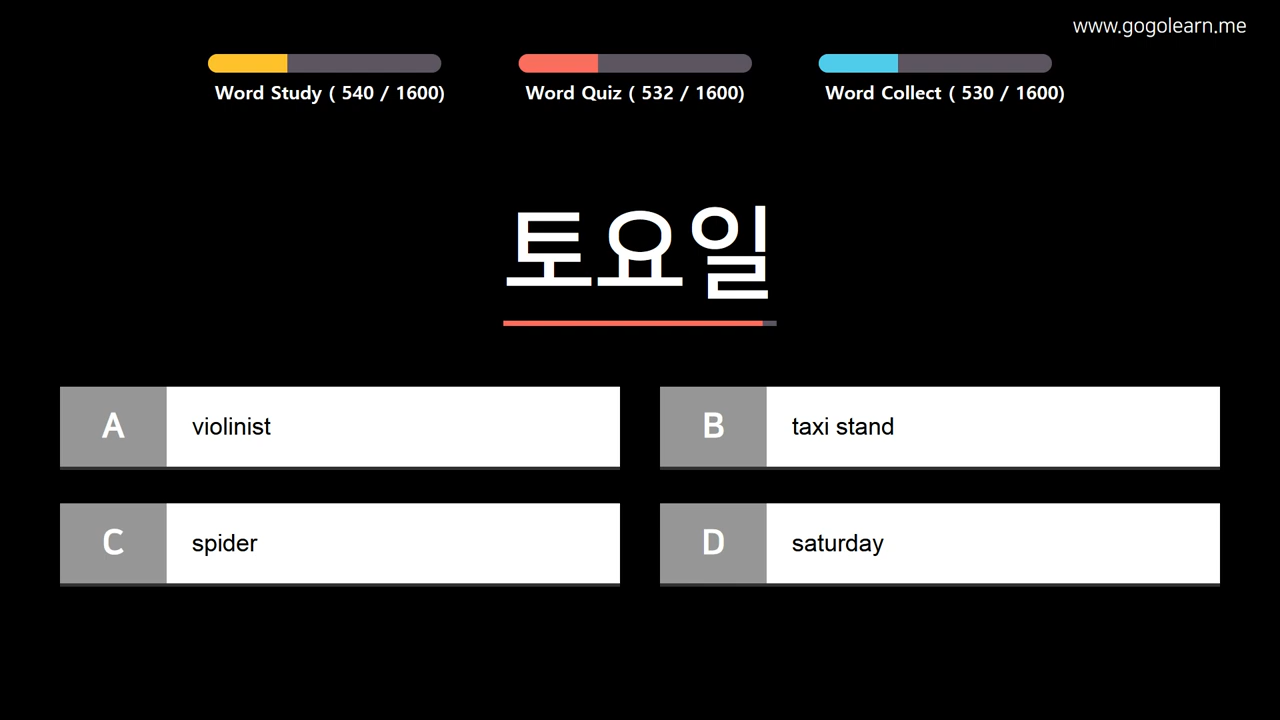 www.gogolearn.me
Word Study ( 540 / 1600)
Word Quiz ( 532 / 1600)
Word Collect ( 530 / 1600)
토요일
A violinist
B taxi stand
C spider
D saturday